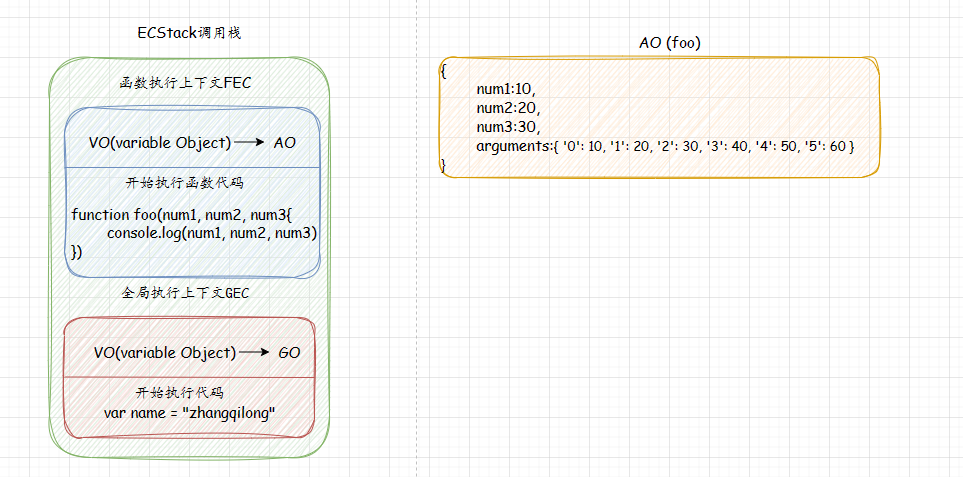 ECStack调用栈
函数执行上下文FEC
VO(variable Object) AO
开始执行函数代码
function foo(num1, num2, num3{
console.log(num1, num2, num3)
})
全局执行上下文GEC
VO(variable Object) GO
开始执行代码
var name = "zhangqilong"
AO (foo)
{
num1:10,
num2:20,
num3:30,
arguments:{ '0': 10, '1': 20, '2': 30, '3': 40, '4': 50, '5': 60 }
}